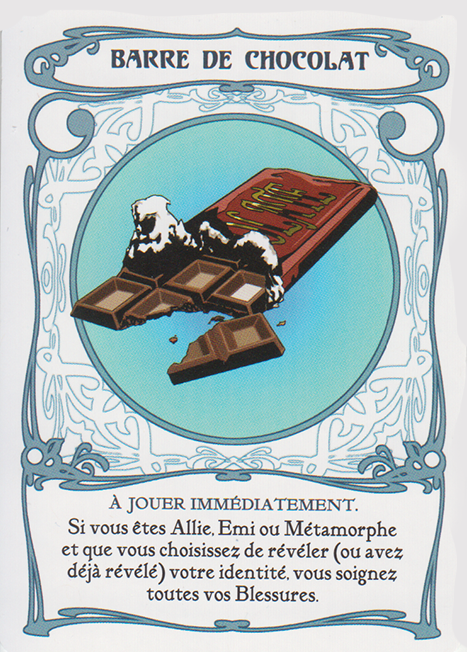 BARRE DE CHOCOLAT
À JOUER IMMÉDIATEMENT.
Si vous êtes Allie, Emi ou Métamorphe
et que vous choisissez de révéler (ou avez
déjà révélé) votre identité, vous soignez
toutes vos Blessures.